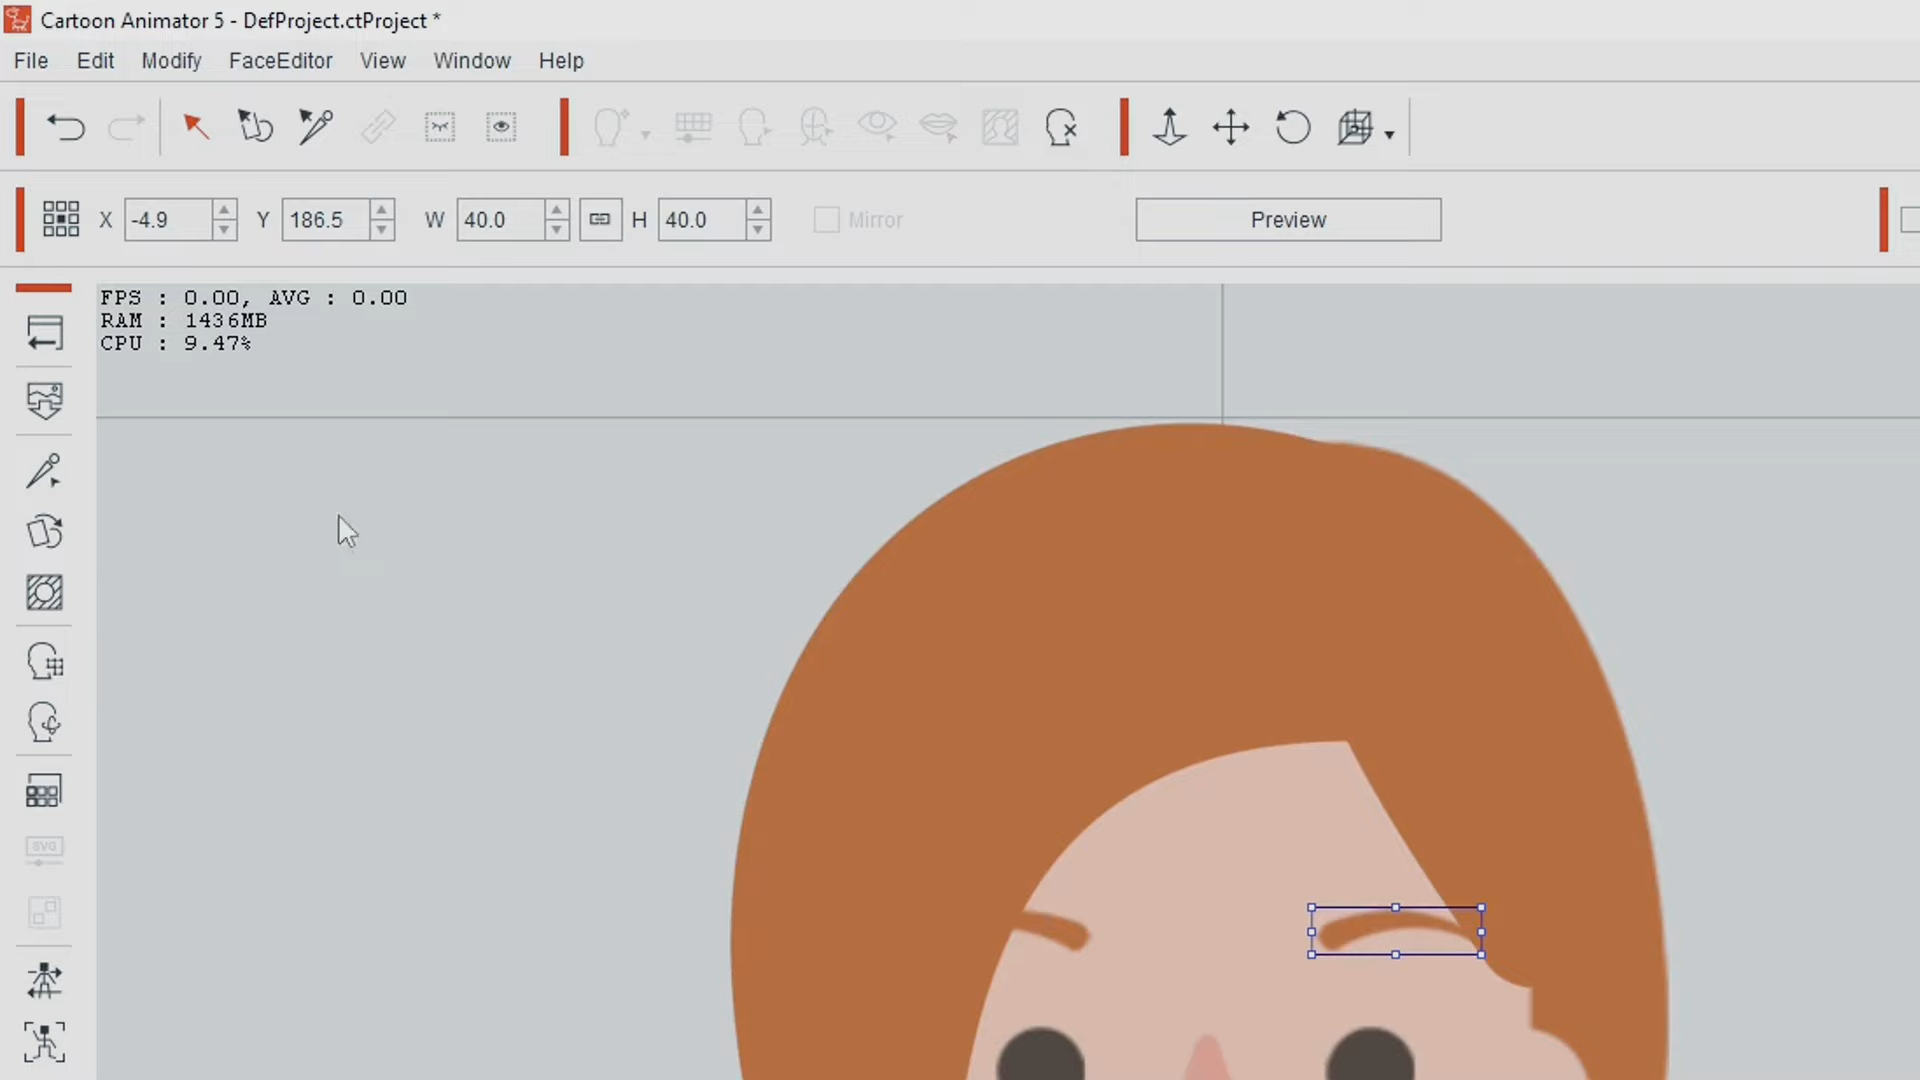 Cartoon Animator 5 - DefProject.ctProject *
File Edit Modify FaceEditor View Window Help
X -4.9 Y 186.5 W 40.0 H 40.0 Mirror Preview
FPS : 0.00, AVG : 0.00
RAM : 1436MB
CPU : 9.47%
SVG